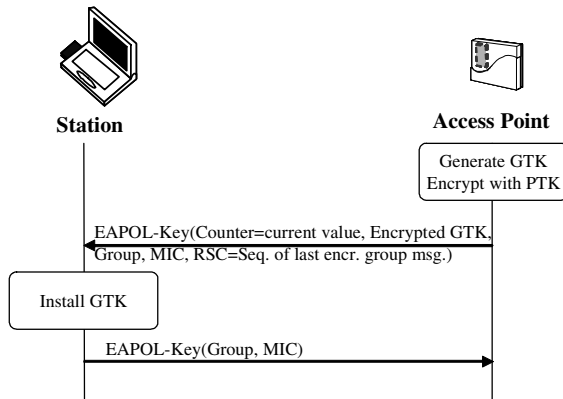 Station
Access Point
Generate GTK
Encrypt with PTK
EAPOL-Key(Counter=current value, Encrypted GTK,
Group, MIC, RSC=Seq. of last encr. group msg.)
Install GTK
EAPOL-Key(Group, MIC)